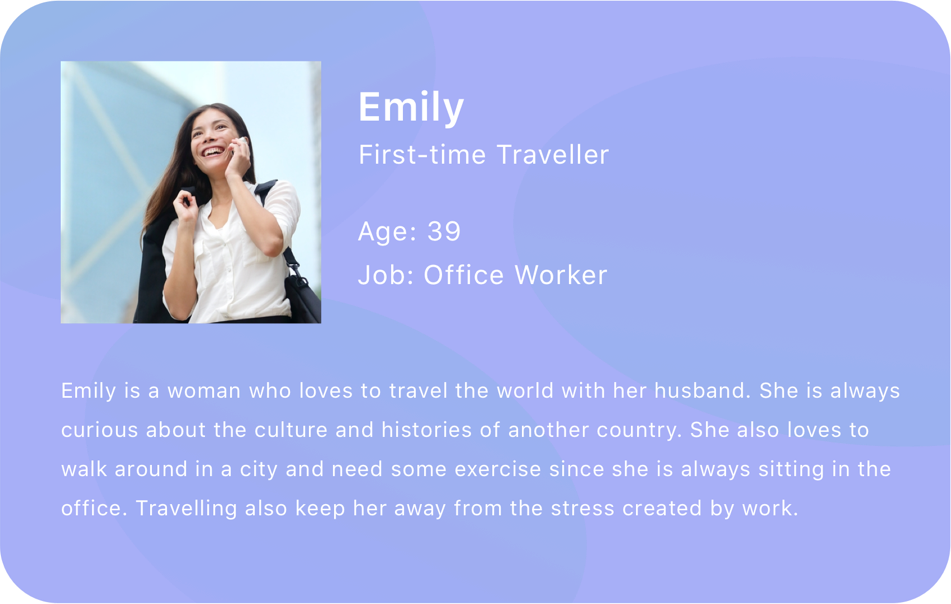 Emily
First-time Traveller
Age: 39
Job: Office Worker
Emily is a woman who loves to travel the world with her husband. She is always
curious about the culture and histories of another country. She also loves to
walk around in a city and need some exercise since she is always sitting in the
office. Travelling also keep her away from the stress created by work.